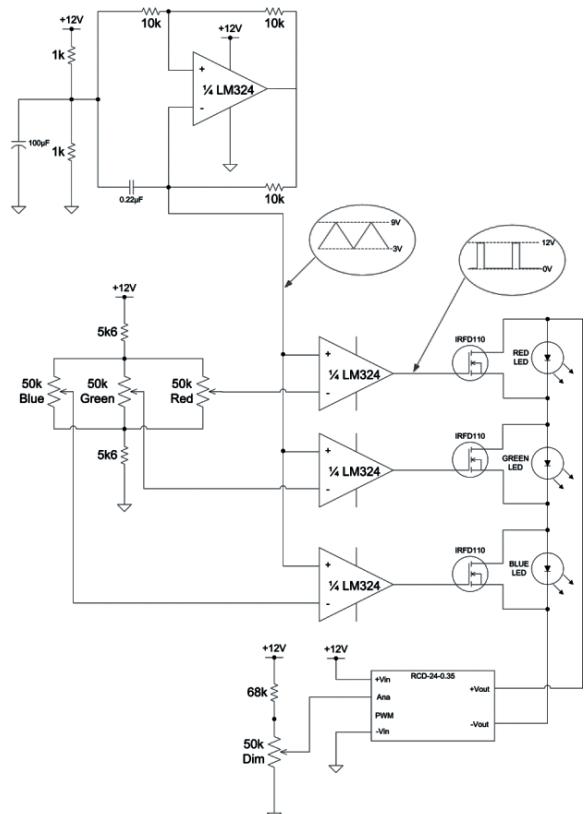 +12V
10k
10k
+12V
1k
+
¼ LM324
-
100µF
1k
0.22µF
10k
9V
3V
12V
0V
+12V
5k6
50k
Blue
50k
Green
50k
Red
5k6
+
¼ LM324
-
IRFD110
RED
LED
+
¼ LM324
-
IRFD110
GREEN
LED
+
¼ LM324
-
IRFD110
BLUE
LED
+12V
68k
50k
Dim
+12V
RCD-24-0.35
+Vin
Ana
PWM
-Vin
+Vout
-Vout